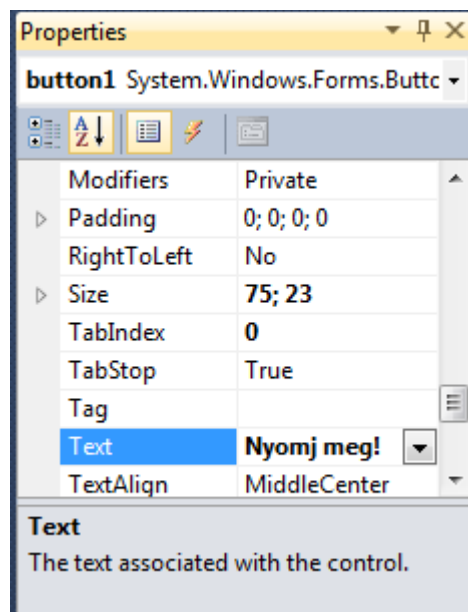 Properties
button1 System.Windows.Forms.Buttc
Modifiers Private
Padding 0; 0; 0; 0
RightToLeft No
Size 75; 23
TabIndex 0
TabStop True
Tag
Text Nyomj meg!
TextAlign MiddleCenter
Text
The text associated with the control.